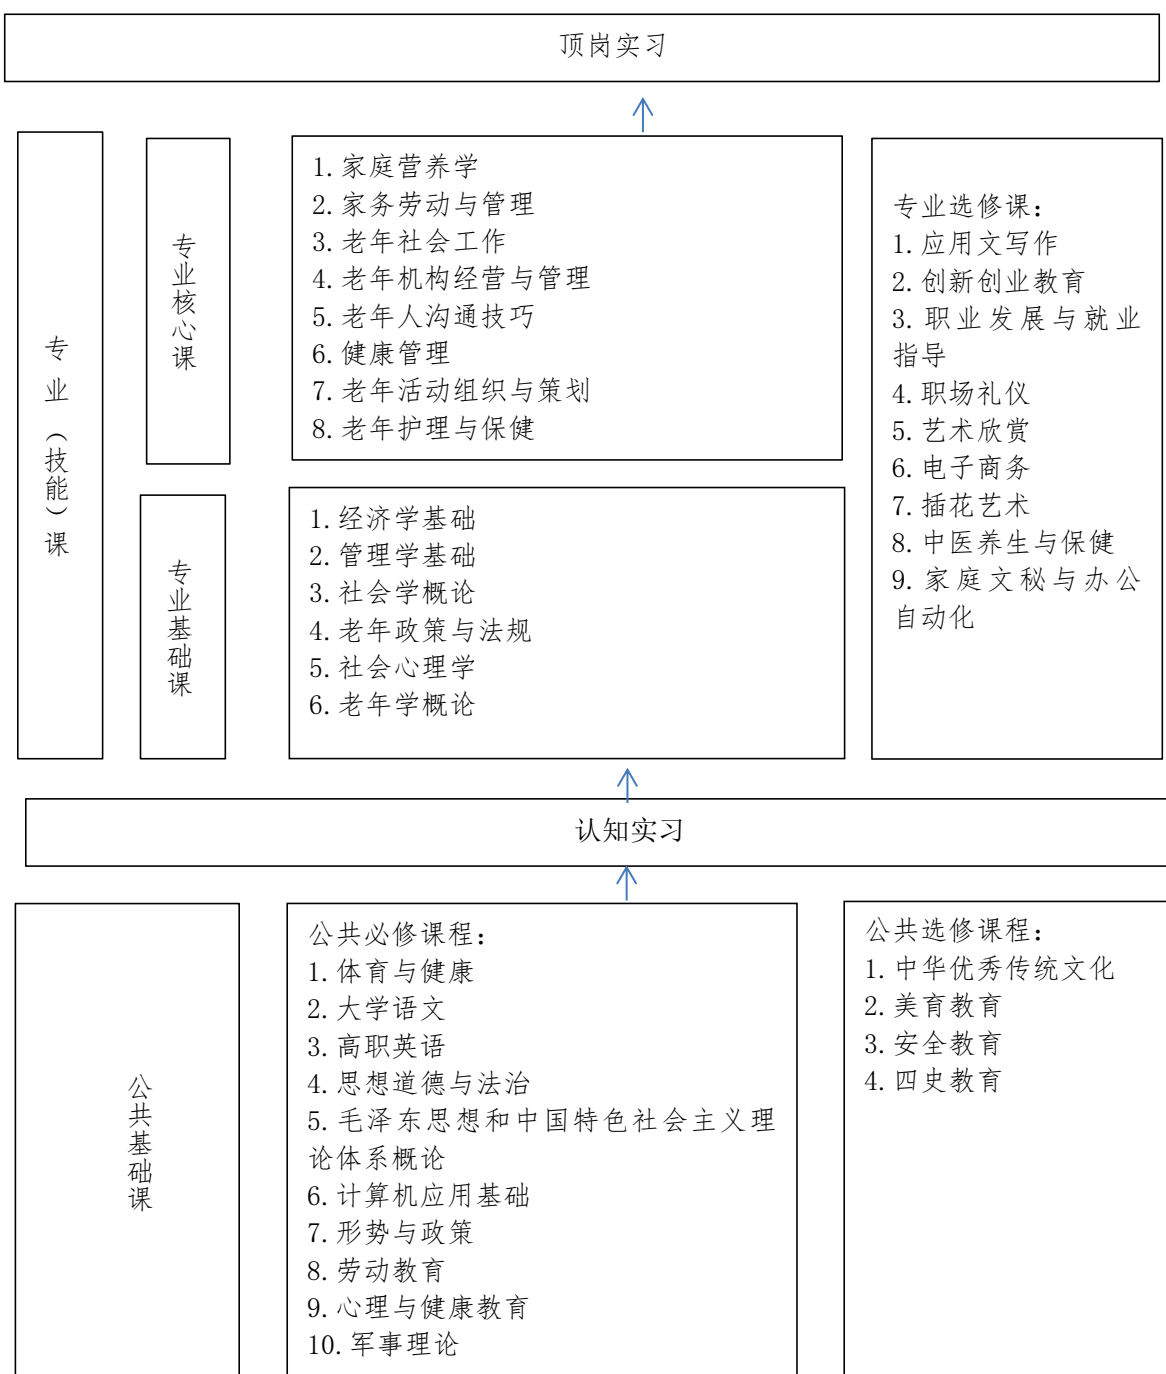 顶岗实习
专业（技能）课
专业核心课
1.家庭营养学
2.家务劳动与管理
3.老年社会工作
4.老年机构经营与管理
5.老年人沟通技巧
6.健康管理
7.老年活动组织与策划
8.老年护理与保健
专业基础课
1.经济学基础
2.管理学基础
3.社会学概论
4.老年政策与法规
5.社会心理学
6.老年学概论
专业选修课：
1.应用文写作
2.创新创业教育
3.职业发展与就业
指导
4.职场礼仪
5.艺术欣赏
6.电子商务
7.插花艺术
8.中医养生与保健
9.家庭文秘与办公
自动化
认知实习
公共基础课
公共必修课程：
1.体育与健康
2.大学语文
3.高职英语
4.思想道德与法治
5.毛泽东思想和中国特色社会主义理
论体系概论
6.计算机应用基础
7.形势与政策
8.劳动教育
9.心理与健康教育
10.军事理论
公共选修课程：
1.中华优秀传统文化
2.美育教育
3.安全教育
4.四史教育